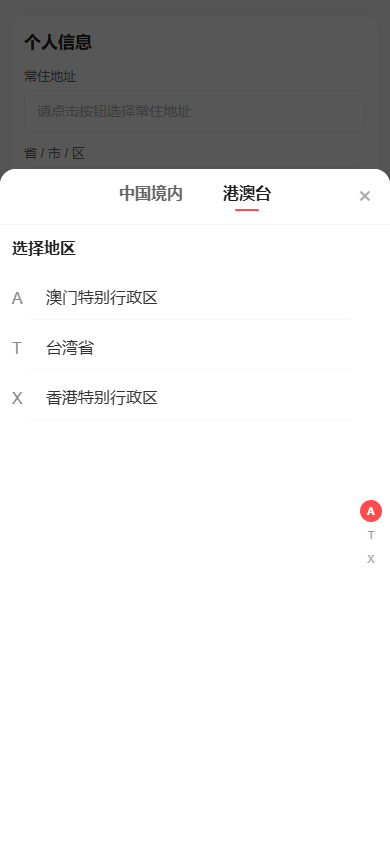 个人信息
常住地址
请点击按钮选择常住地址
省 / 市 / 区
中国境内 港澳台 ×
选择地区
A 澳门特别行政区
T 台湾省
X 香港特别行政区
A
T
X